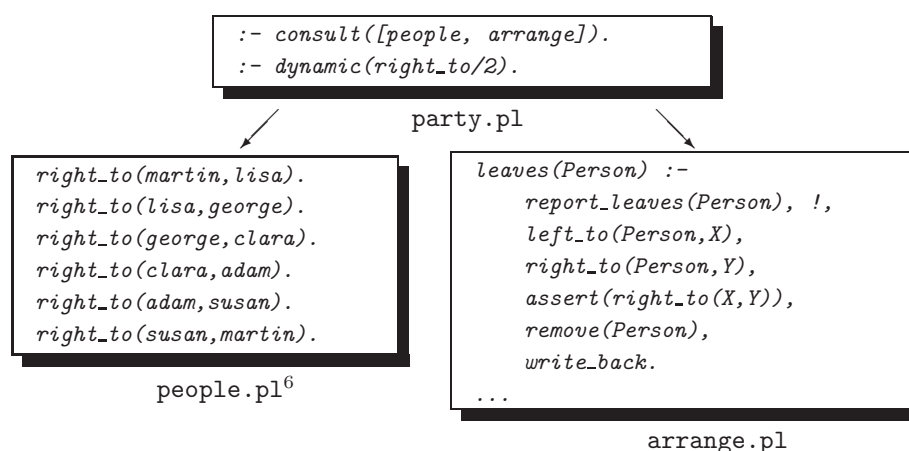 :- consult([people, arrange]).
:- dynamic(right_to/2).
party.pl
right_to(martin,lisa).
right_to(lisa,george).
right_to(george,clara).
right_to(clara,adam).
right_to(adam,susan).
right_to(susan,martin).
people.pl⁶
leaves(Person) :-
report_leaves(Person), !,
left_to(Person,X),
right_to(Person,Y),
assert(right_to(X,Y)),
remove(Person),
write_back.
...
arrange.pl